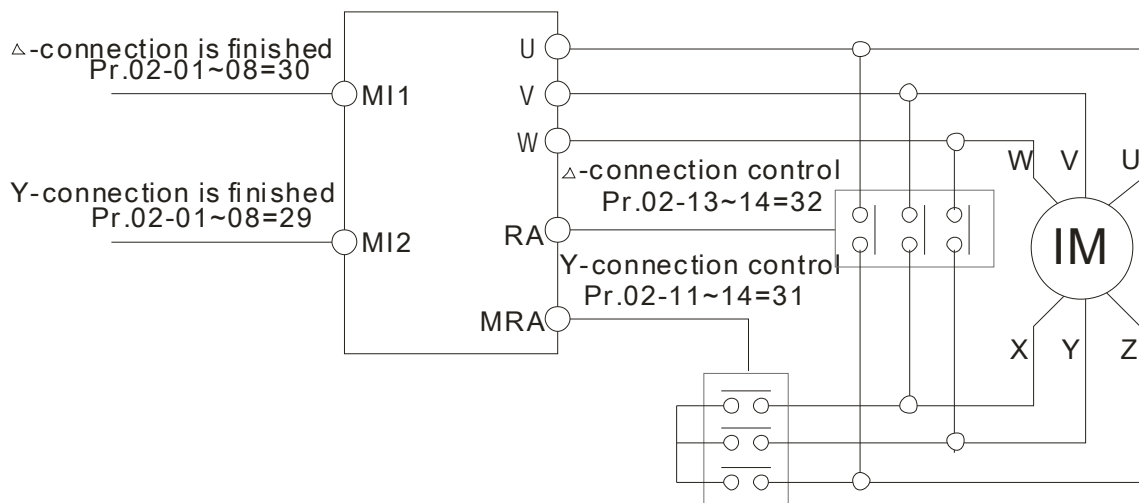 △-connection is finished
Pr.02-01~08=30
MI1
Y-connection is finished
Pr.02-01~08=29
MI2
U
V
W
△-connection control
Pr.02-13~14=32
RA
Y-connection control
Pr.02-11~14=31
MRA
W V U
IM
X Y Z